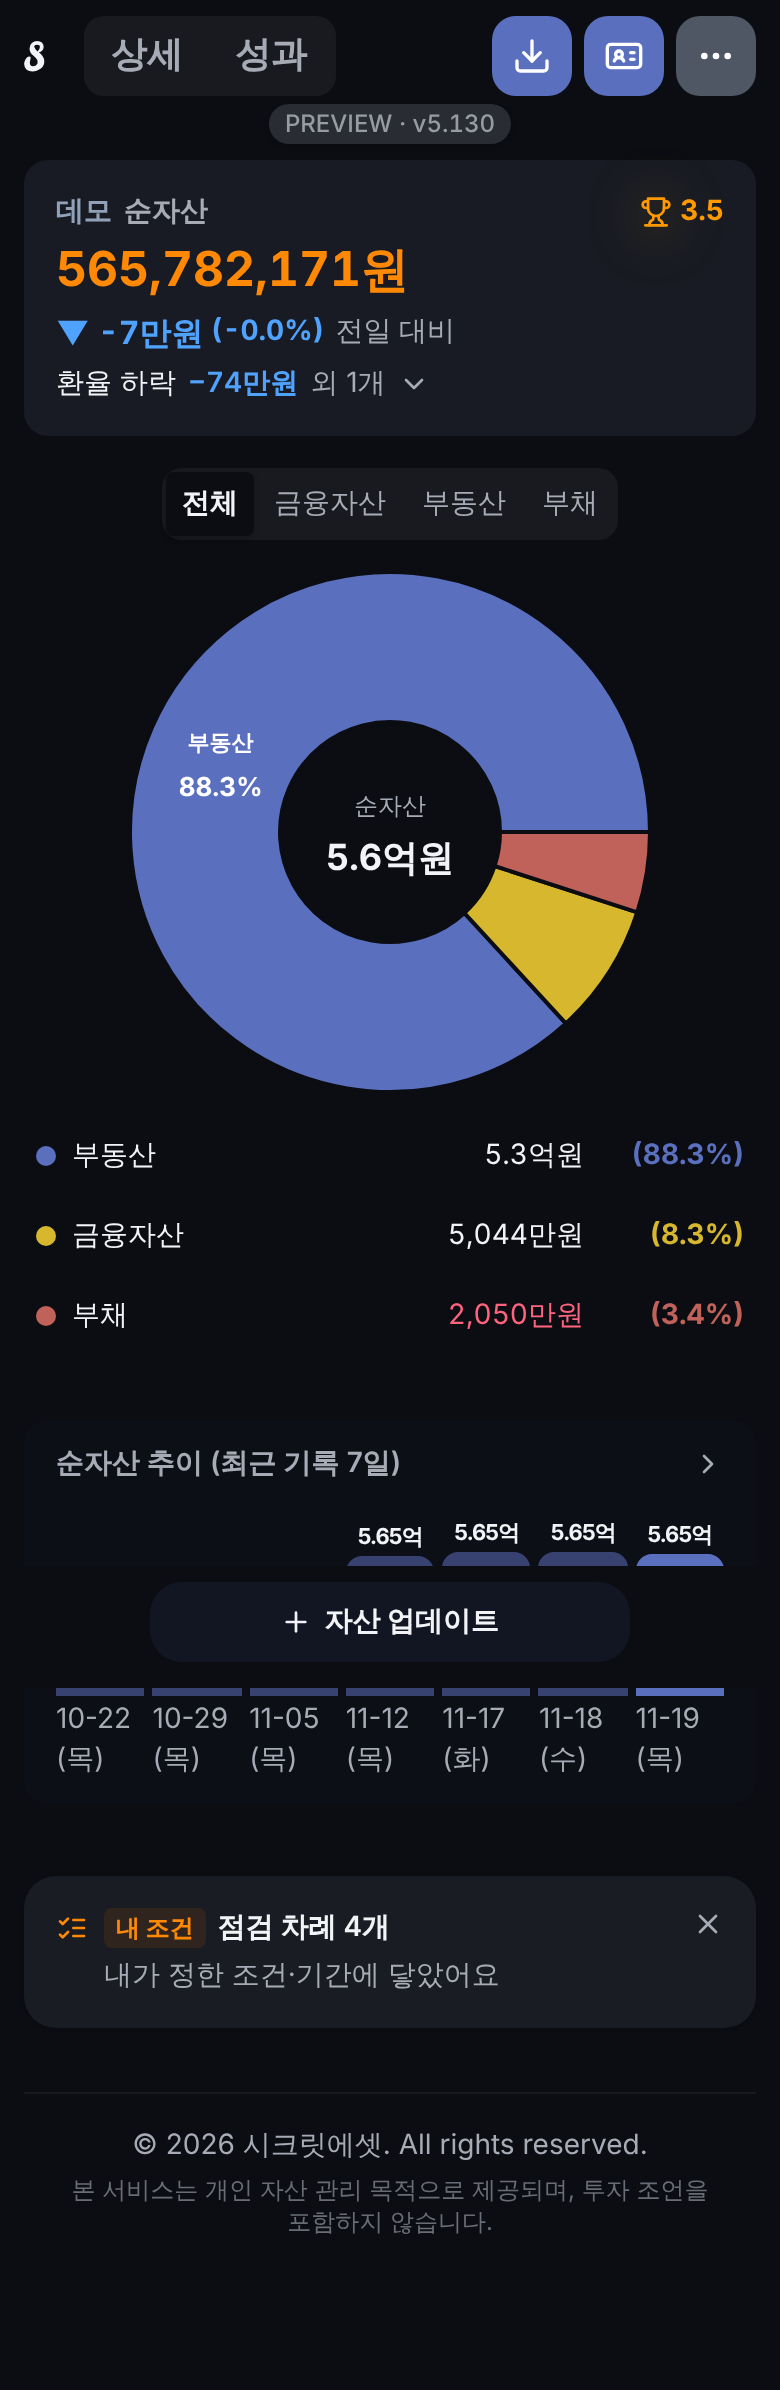 상세 성과
PREVIEW · v5.130
데모 순자산
3.5
565,782,171원
▼ -7만원 (-0.0%) 전일 대비
환율 하락 -74만원 외 1개
전체 금융자산 부동산 부채
부동산
88.3%
순자산
5.6억원
부동산 5.3억원 (88.3%)
금융자산 5,044만원 (8.3%)
부채 2,050만원 (3.4%)
순자산 추이 (최근 기록 7일)
5.65억 5.65억 5.65억 5.65억
+ 자산 업데이트
10-22 10-29 11-05 11-12 11-17 11-18 11-19
(목) (목) (목) (목) (화) (수) (목)
내 조건 점검 차례 4개
내가 정한 조건·기간에 닿았어요
© 2026 시크릿에셋. All rights reserved.
본 서비스는 개인 자산 관리 목적으로 제공되며, 투자 조언을
포함하지 않습니다.